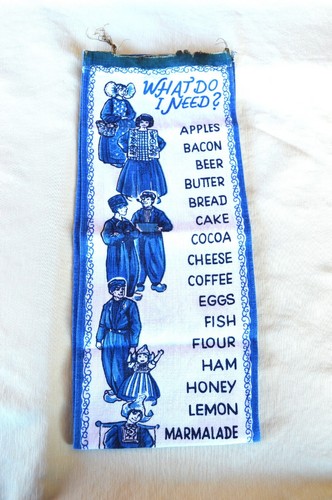 WHAT DO
I NEED?
APPLES
BACON
BEER
BUTTER
BREAD
CAKE
COCOA
CHEESE
COFFEE
EGGS
FISH
FLOUR
HAM
HONEY
LEMON
MARMALADE